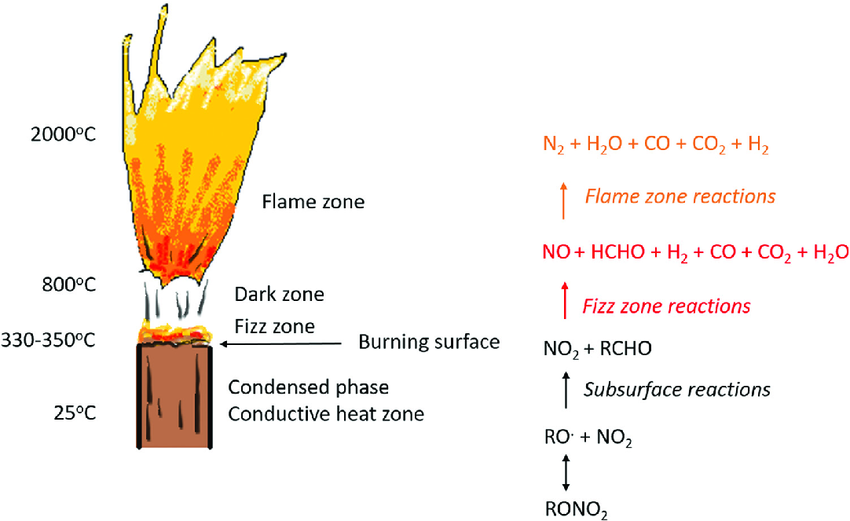 2000°C
Flame zone
800°C
Dark zone
Fizz zone
330-350°C
Burning surface
Condensed phase
Conductive heat zone
25°C
N₂ + H₂O + CO + CO₂ + H₂
Flame zone reactions
NO + HCHO + H₂ + CO + CO₂ + H₂O
Fizz zone reactions
NO₂ + RCHO
Subsurface reactions
RO· + NO₂
RONO₂